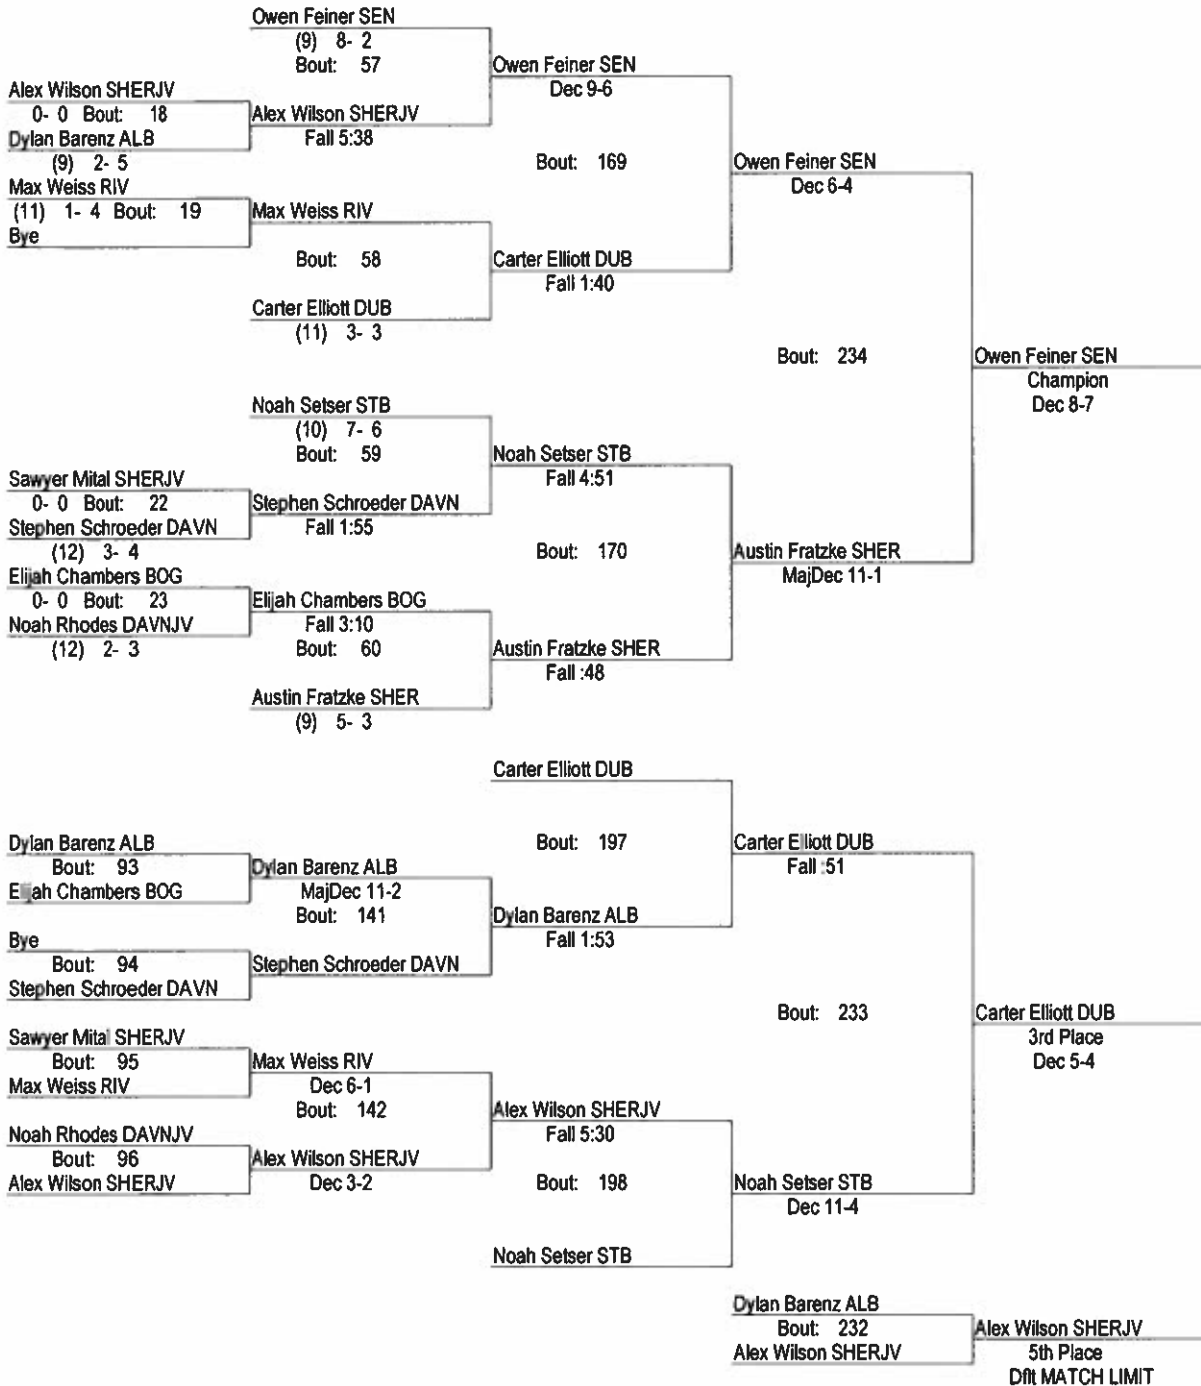 Owen Feiner SEN
(9) 8- 2
Bout: 57
Owen Feiner SEN
Dec 9-6
Alex Wilson SHERJV
0- 0 Bout: 18
Alex Wilson SHERJV
Fall 5:38
Dylan Barenz ALB
(9) 2- 5
Bout: 169
Owen Feiner SEN
Dec 6-4
Max Weiss RIV
(11) 1- 4 Bout: 19
Max Weiss RIV
Bye
Bout: 58
Carter Elliott DUB
Fall 1:40
Carter Elliott DUB
(11) 3- 3
Bout: 234
Owen Feiner SEN
Champion
Dec 8-7
Noah Setser STB
(10) 7- 6
Bout: 59
Noah Setser STB
Fall 4:51
Sawyer Mital SHERJV
0- 0 Bout: 22
Stephen Schroeder DAVN
Fall 1:55
Stephen Schroeder DAVN
(12) 3- 4
Bout: 170
Austin Fratzke SHER
MajDec 11-1
Elijah Chambers BOG
0- 0 Bout: 23
Elijah Chambers BOG
Fall 3:10
Noah Rhodes DAVNJV
(12) 2- 3
Bout: 60
Austin Fratzke SHER
Fall :48
Austin Fratzke SHER
(9) 5- 3
Carter Elliott DUB
Bout: 197
Carter Elliott DUB
Fall :51
Dylan Barenz ALB
Bout: 93
Dylan Barenz ALB
MajDec 11-2
Elijah Chambers BOG
Bout: 141
Dylan Barenz ALB
Fall 1:53
Bye
Bout: 94
Stephen Schroeder DAVN
Stephen Schroeder DAVN
Bout: 233
Carter Elliott DUB
3rd Place
Dec 5-4
Sawyer Mital SHERJV
Bout: 95
Max Weiss RIV
Dec 6-1
Max Weiss RIV
Bout: 142
Alex Wilson SHERJV
Fall 5:30
Noah Rhodes DAVNJV
Bout: 96
Alex Wilson SHERJV
Dec 3-2
Alex Wilson SHERJV
Bout: 198
Noah Setser STB
Dec 11-4
Noah Setser STB
Dylan Barenz ALB
Bout: 232
Alex Wilson SHERJV
5th Place
Dflt MATCH LIMIT
Alex Wilson SHERJV